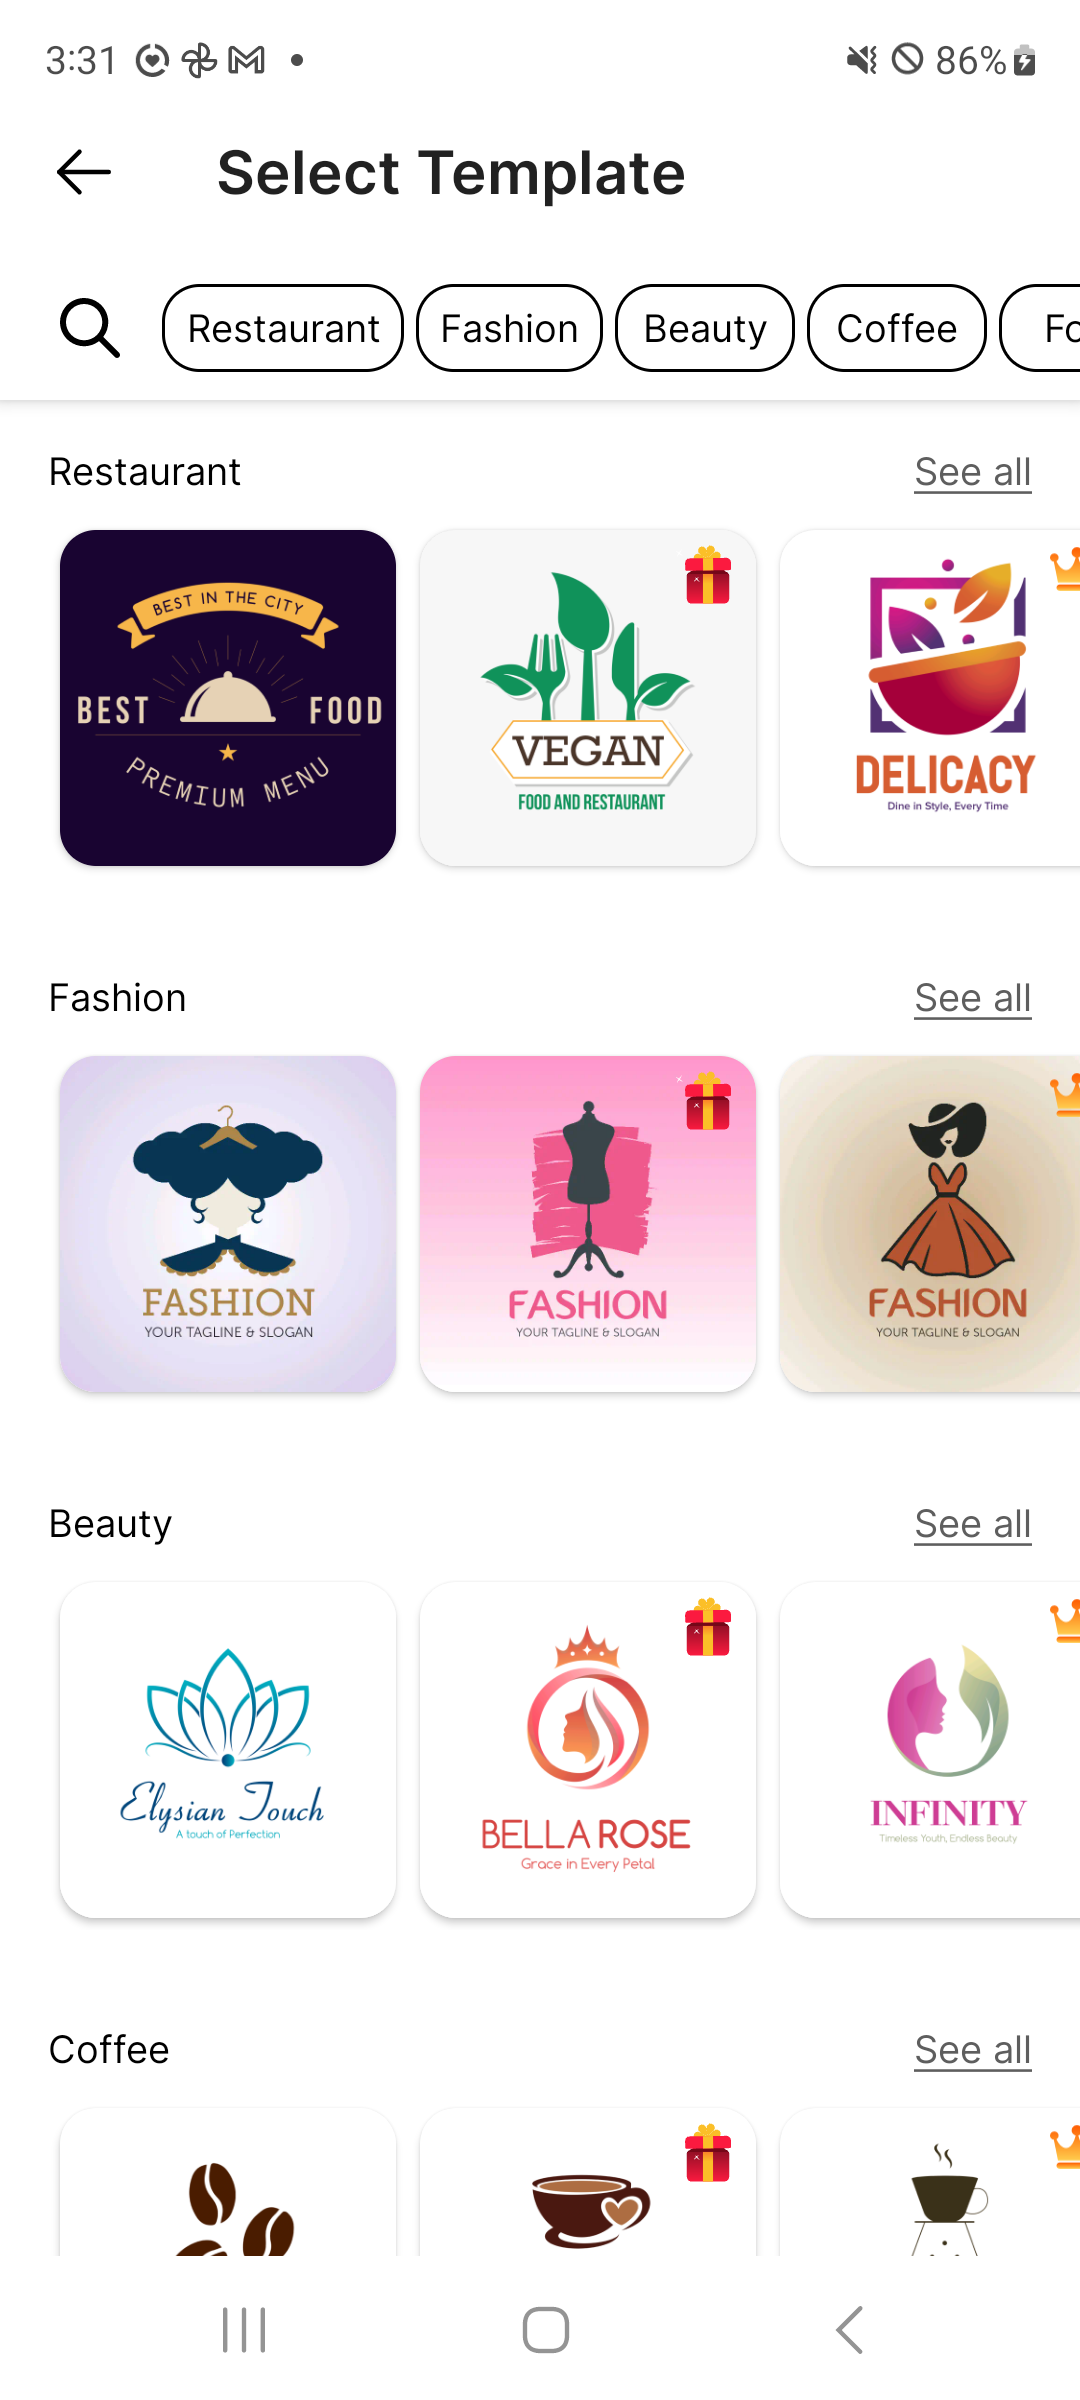 3:31
86%
Select Template
Restaurant
Fashion
Beauty
Coffee
Restaurant
See all
BEST IN THE CITY
BEST FOOD
PREMIUM MENU
VEGAN
FOOD AND RESTAURANT
DELICACY
Dine in Style, Every Time
Fashion
See all
FASHION
YOUR TAGLINE & SLOGAN
FASHION
YOUR TAGLINE & SLOGAN
FASHION
YOUR TAGLINE & SLOGAN
Beauty
See all
Elysian Touch
A touch of Perfection
BELLA ROSE
Grace in Every Petal
INFINITY
Timeless Youth, Endless Beauty
Coffee
See all